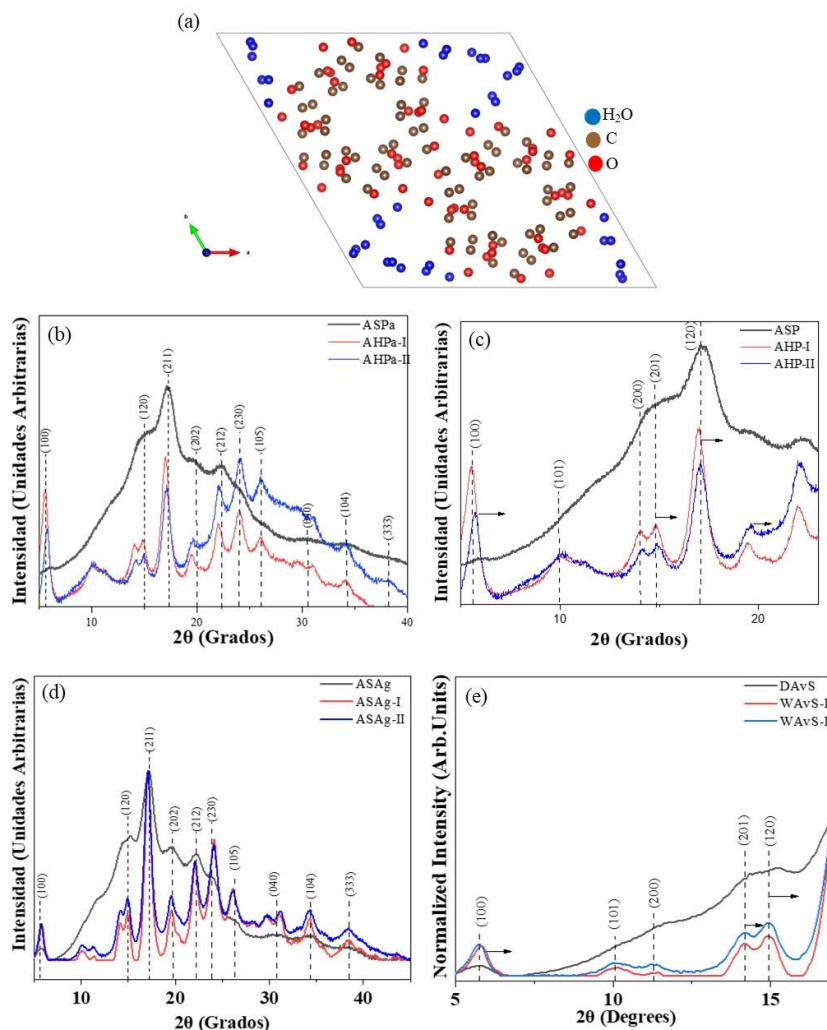 (a)
H₂O
C
O
b
a
(b)
ASPa
AHPa-I
AHPa-II
(100)
(120)
(211)
(202)
(212)
(230)
(105)
(040)
(104)
(333)
Intensidad (Unidades Arbitrarias)
10
20
30
40
2θ (Grados)
(c)
ASP
AHP-I
AHP-II
(100)
(101)
(200)
(201)
(120)
Intensidad (Unidades Arbitrarias)
10
20
2θ (Grados)
(d)
ASAg
ASAg-I
ASAg-II
(100)
(120)
(211)
(202)
(212)
(230)
(105)
(040)
(104)
(333)
Intensidad (Unidades Arbitrarias)
10
20
30
40
2θ (Grados)
(e)
DAvS
WAvS-I
(100)
(101)
(200)
(201)
(120)
Normalized Intensity (Arb.Units)
5
10
15
2θ (Degrees)